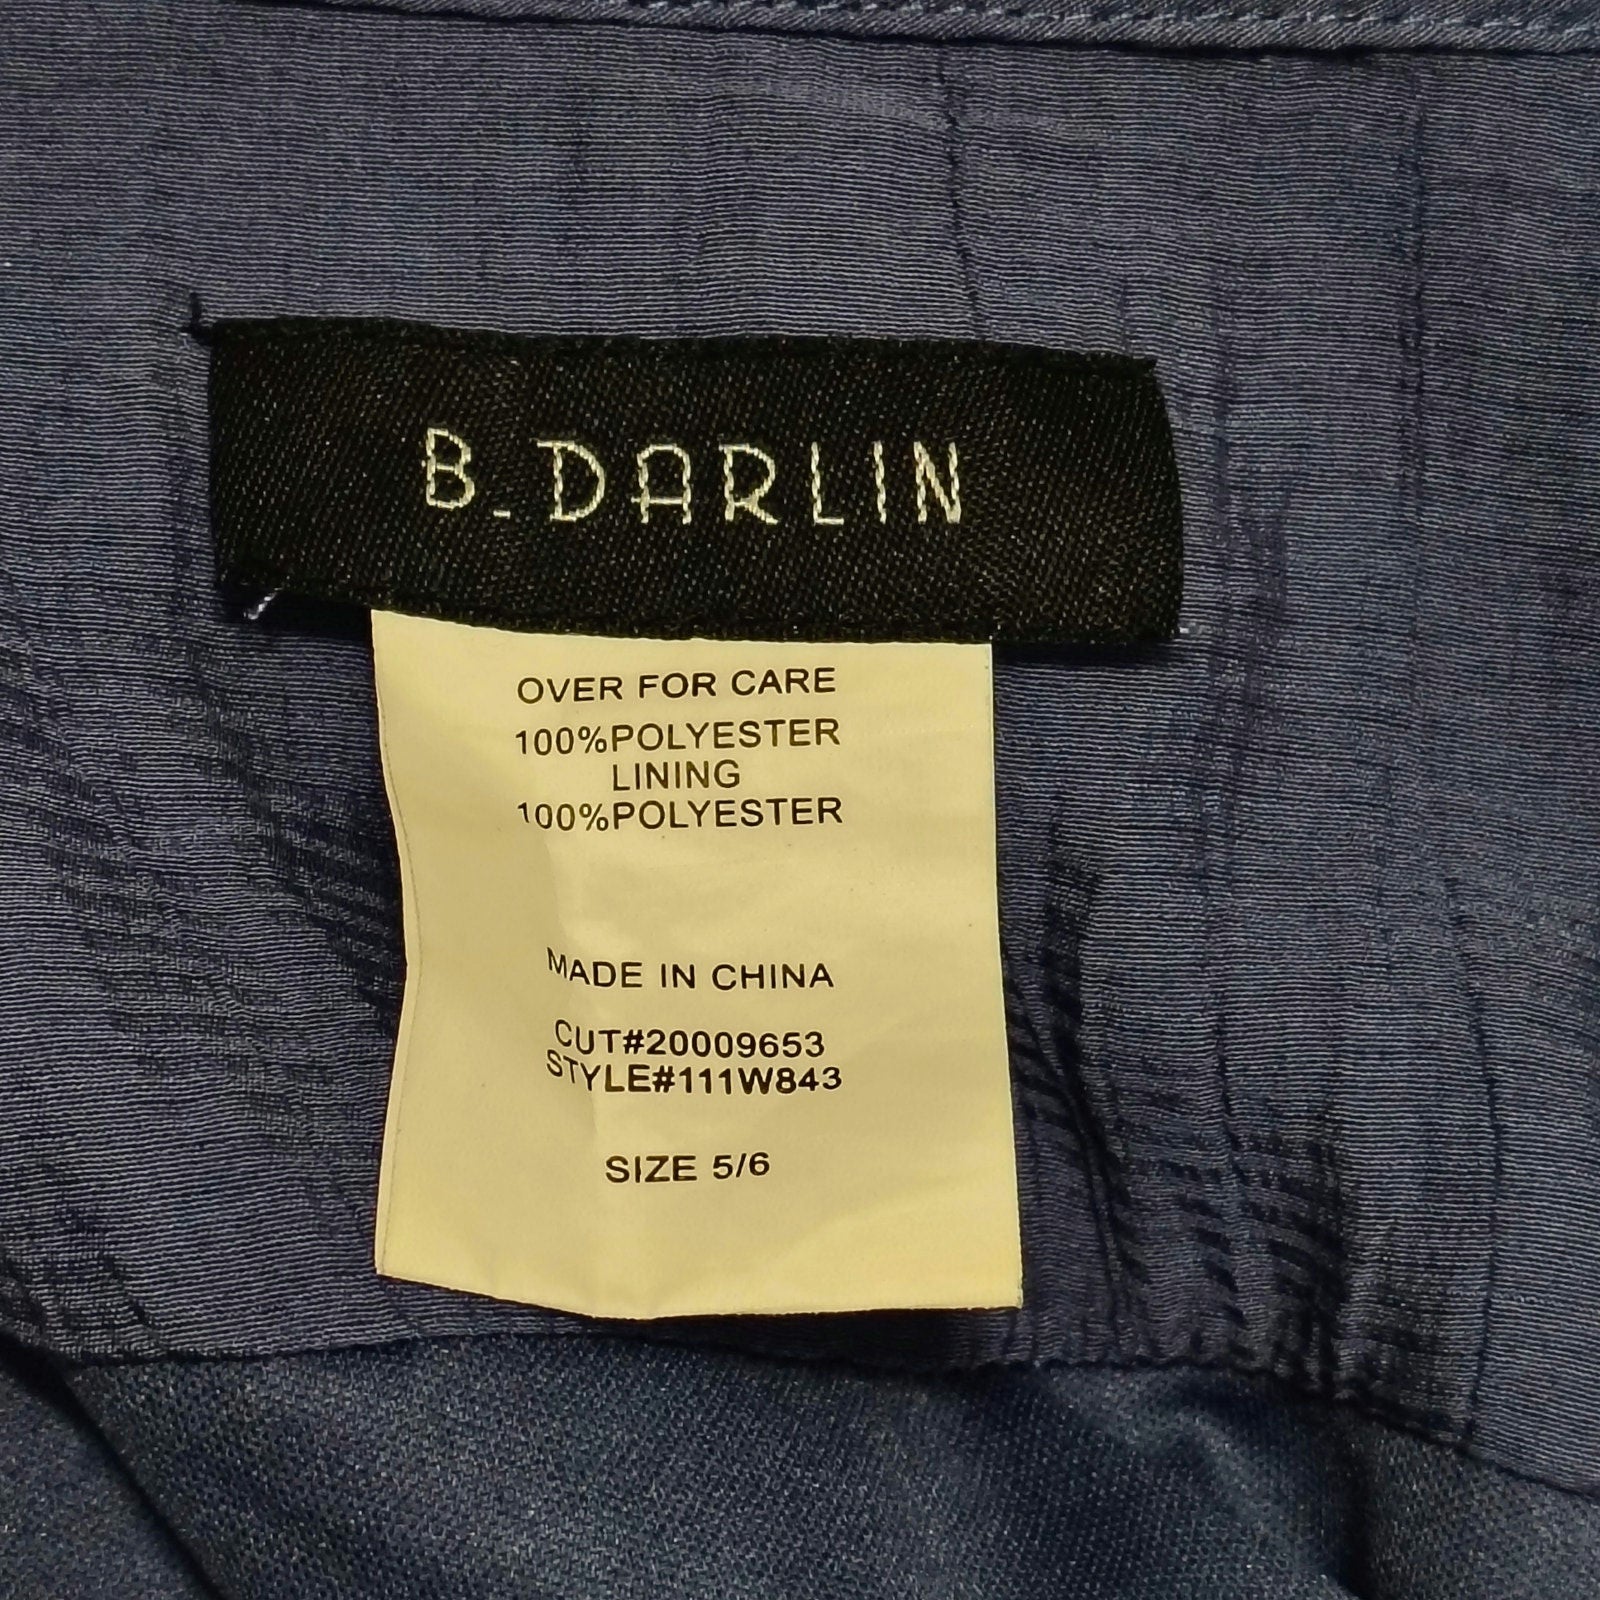 B. DARLIN
OVER FOR CARE
100%POLYESTER
LINING
100%POLYESTER
MADE IN CHINA
CUT#20009653
STYLE#111W843
SIZE 5/6